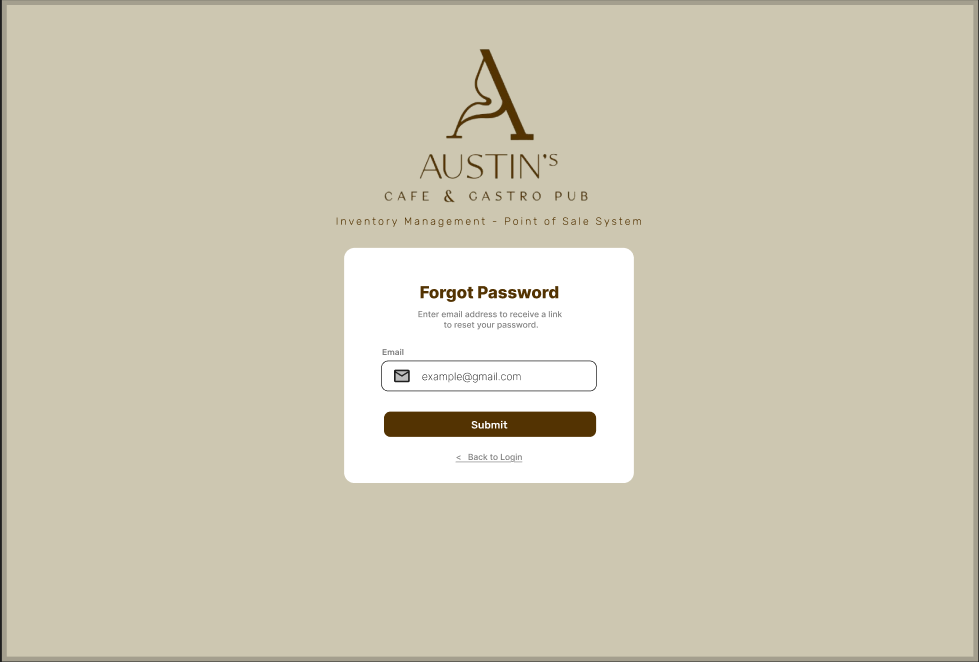 A
AUSTIN'S
CAFE & GASTRO PUB
Inventory Management - Point of Sale System
Forgot Password
Enter email address to receive a link
to reset your password.
Email
example@gmail.com
Submit
< Back to Login